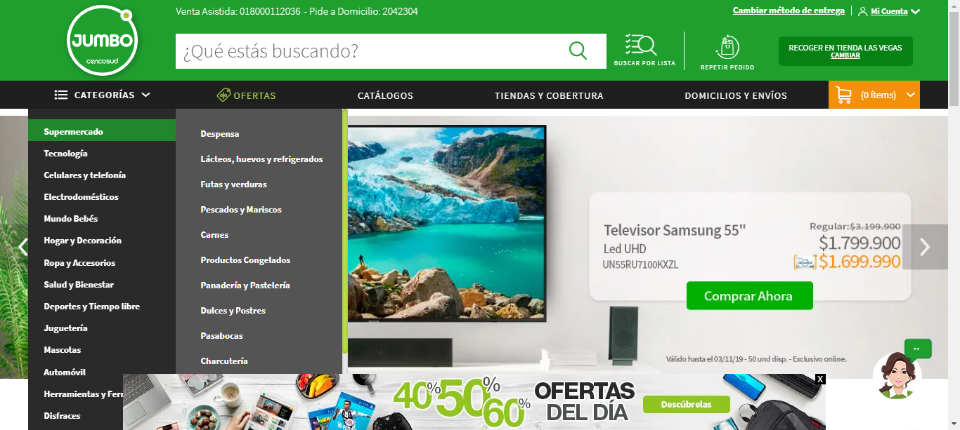 Venta Asistida: 018000112036 - Pide a Domicilio: 2042304
Cambiar método de entrega
Mi Cuenta
JUMBO
cencosud
¿Qué estás buscando?
BUSCAR POR LISTA
REPETIR PEDIDO
RECOGER EN TIENDA LAS VEGAS
CAMBIAR
CATEGORÍAS
OFERTAS
CATÁLOGOS
TIENDAS Y COBERTURA
DOMICILIOS Y ENVÍOS
(0 ítems)
Supermercado
Tecnología
Celulares y telefonía
Electrodomésticos
Mundo Bebés
Hogar y Decoración
Ropa y Accesorios
Salud y Bienestar
Deportes y Tiempo libre
Juguetería
Mascotas
Automóvil
Herramientas y Ferr
Disfraces
Despensa
Lácteos, huevos y refrigerados
Futas y verduras
Pescados y Mariscos
Carnes
Productos Congelados
Panadería y Pastelería
Dulces y Postres
Pasabocas
Charcutería
Televisor Samsung 55"
Led UHD
UN55RU7100KXZL
Regular:$3.199.900
$1.799.900
$1.699.990
Comprar Ahora
Válido hasta el 03/11/19 - 50 und disp. - Exclusivo online.
X
40% 50% 60%
OFERTAS
DEL DÍA
Descúbrelas